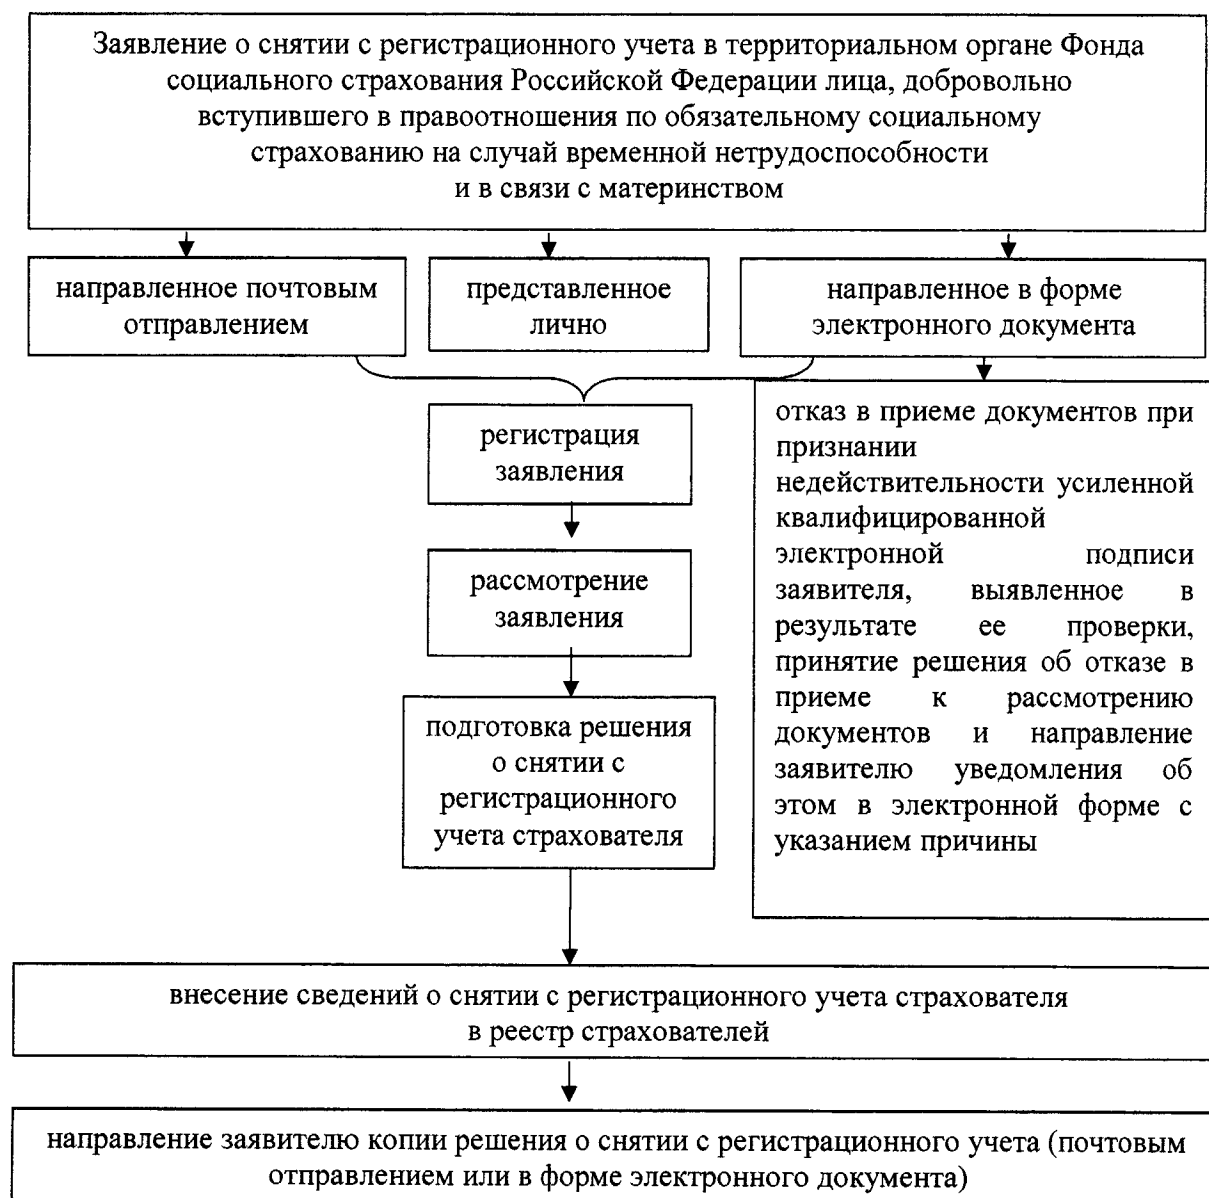 Заявление о снятии с регистрационного учета в территориальном органе Фонда
социального страхования Российской Федерации лица, добровольно
вступившего в правоотношения по обязательному социальному
страхованию на случай временной нетрудоспособности
и в связи с материнством
направленное почтовым
отправлением
представленное
лично
направленное в форме
электронного документа
регистрация
заявления
рассмотрение
заявления
подготовка решения
о снятии с
регистрационного
учета страхователя
отказ в приеме документов при
признании
недействительности усиленной
квалифицированной
электронной подписи
заявителя, выявленное в
результате ее проверки,
принятие решения об отказе в
приеме к рассмотрению
документов и направление
заявителю уведомления об
этом в электронной форме с
указанием причины
внесение сведений о снятии с регистрационного учета страхователя
в реестр страхователей
направление заявителю копии решения о снятии с регистрационного учета (почтовым
отправлением или в форме электронного документа)